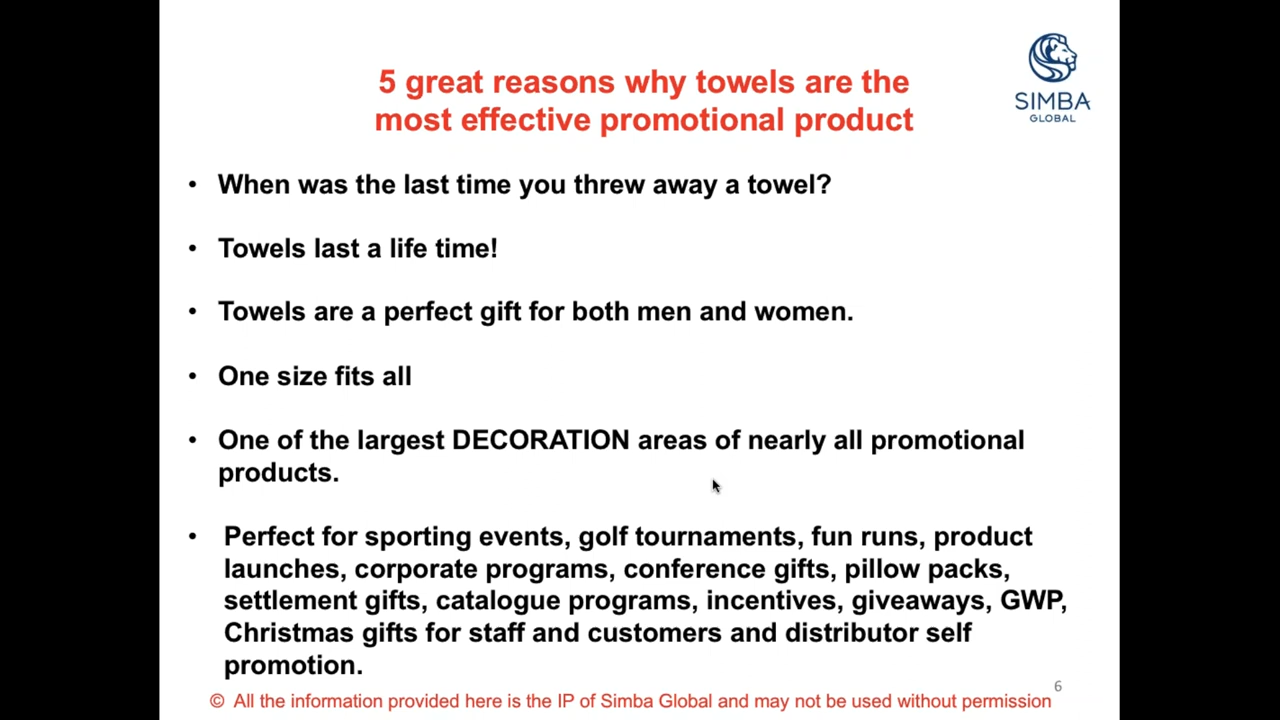 5 great reasons why towels are the
most effective promotional product
SIMBA
GLOBAL
• When was the last time you threw away a towel?
• Towels last a life time!
• Towels are a perfect gift for both men and women.
• One size fits all
• One of the largest DECORATION areas of nearly all promotional
products.
• Perfect for sporting events, golf tournaments, fun runs, product
launches, corporate programs, conference gifts, pillow packs,
settlement gifts, catalogue programs, incentives, giveaways, GWP,
Christmas gifts for staff and customers and distributor self
promotion.
6
© All the information provided here is the IP of Simba Global and may not be used without permission